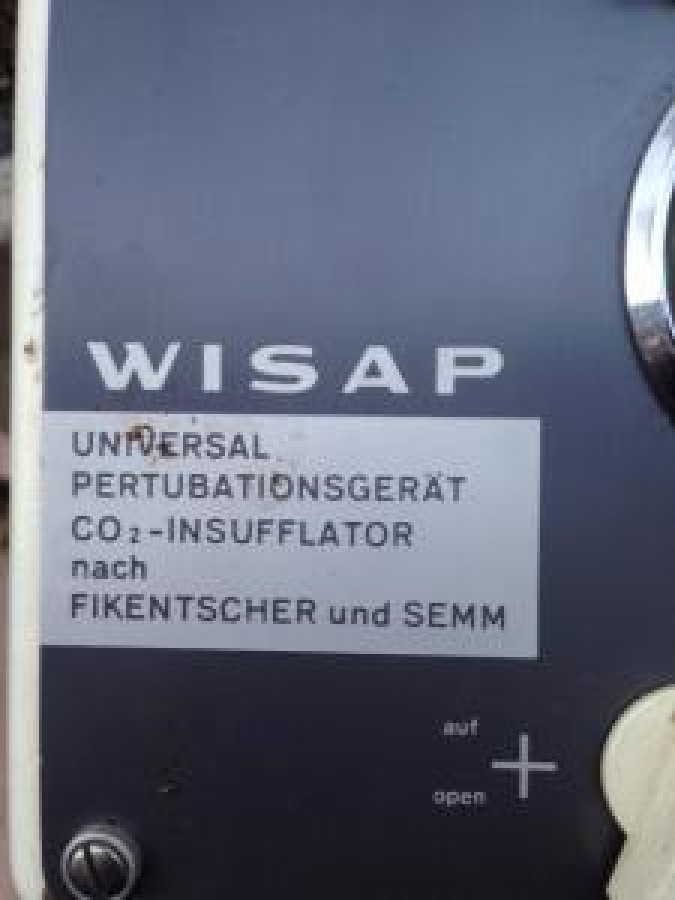 WISAP
UNIVERSAL
PERTUBATIONSGERÄT
CO₂-INSUFFLATOR
nach
FIKENTSCHER und SEMM
auf
open